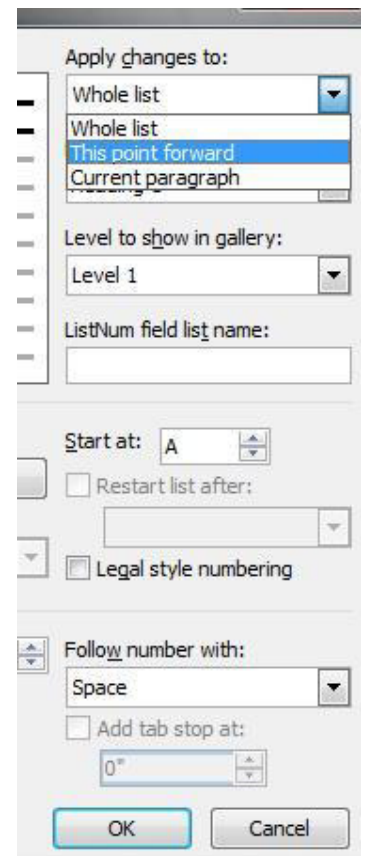 Apply changes to:
Whole list
Whole list
This point forward
Current paragraph
Level to show in gallery:
Level 1
ListNum field list name:
Start at: A
Restart list after:
Legal style numbering
Follow number with:
Space
Add tab stop at:
0"
OK Cancel